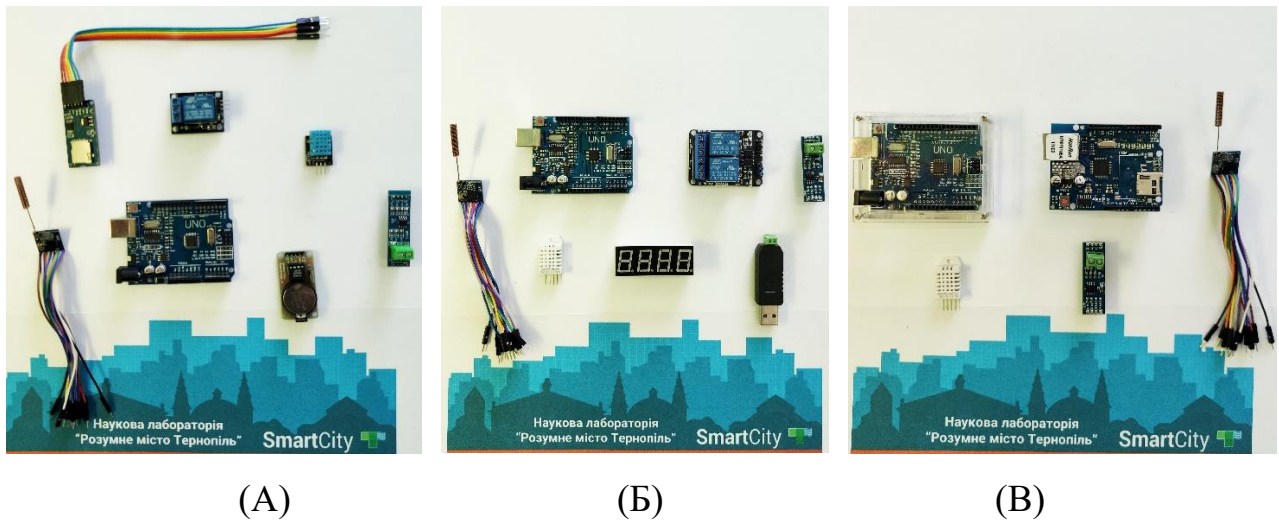 UNO
Наукова лабораторія
"Розумне місто Тернопіль"
SmartCity
(А)
UNO
Наукова лабораторія
"Розумне місто Тернопіль"
SmartCity
(Б)
UNO
Наукова лабораторія
"Розумне місто Тернопіль"
SmartCity
(В)